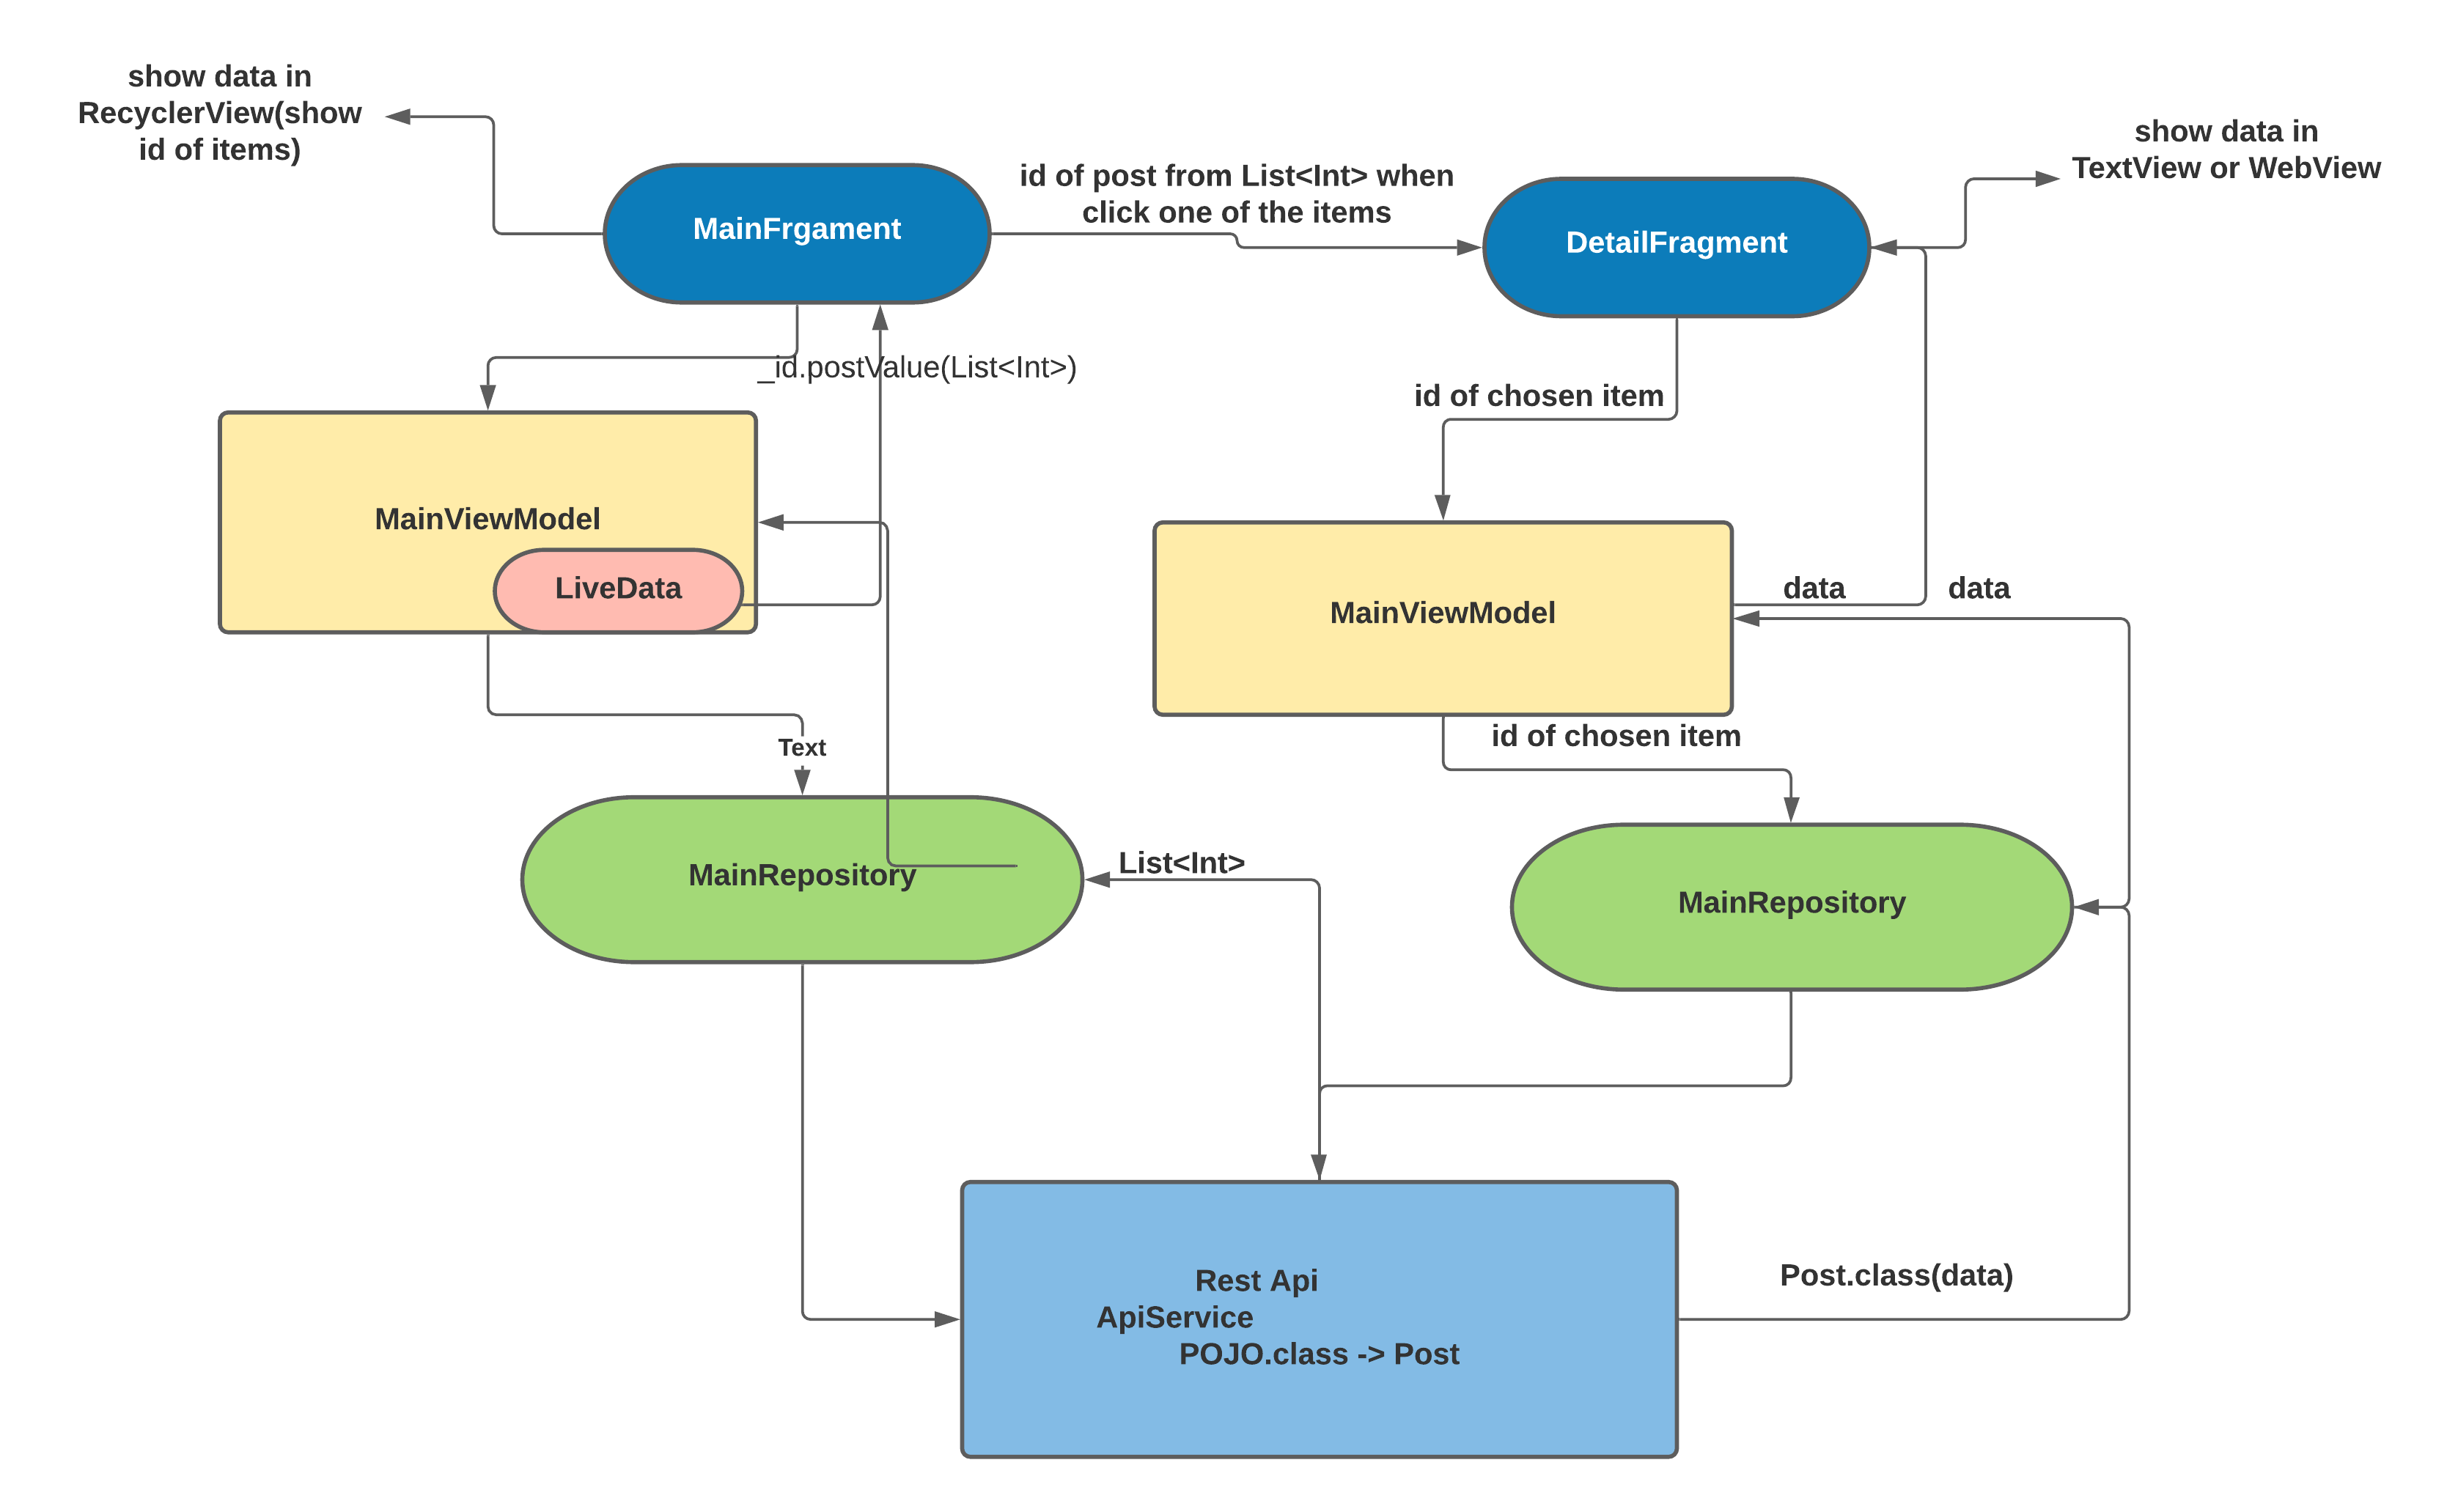 show data in
RecyclerView(show
id of items)
MainFrgament
id of post from List<Int> when
click one of the items
DetailFragment
show data in
TextView or WebView
_id.postValue(List<Int>)
id of chosen item
MainViewModel
LiveData
MainViewModel
data
data
Text
id of chosen item
MainRepository
List<Int>
MainRepository
Rest Api
ApiService
POJO.class -> Post
Post.class(data)